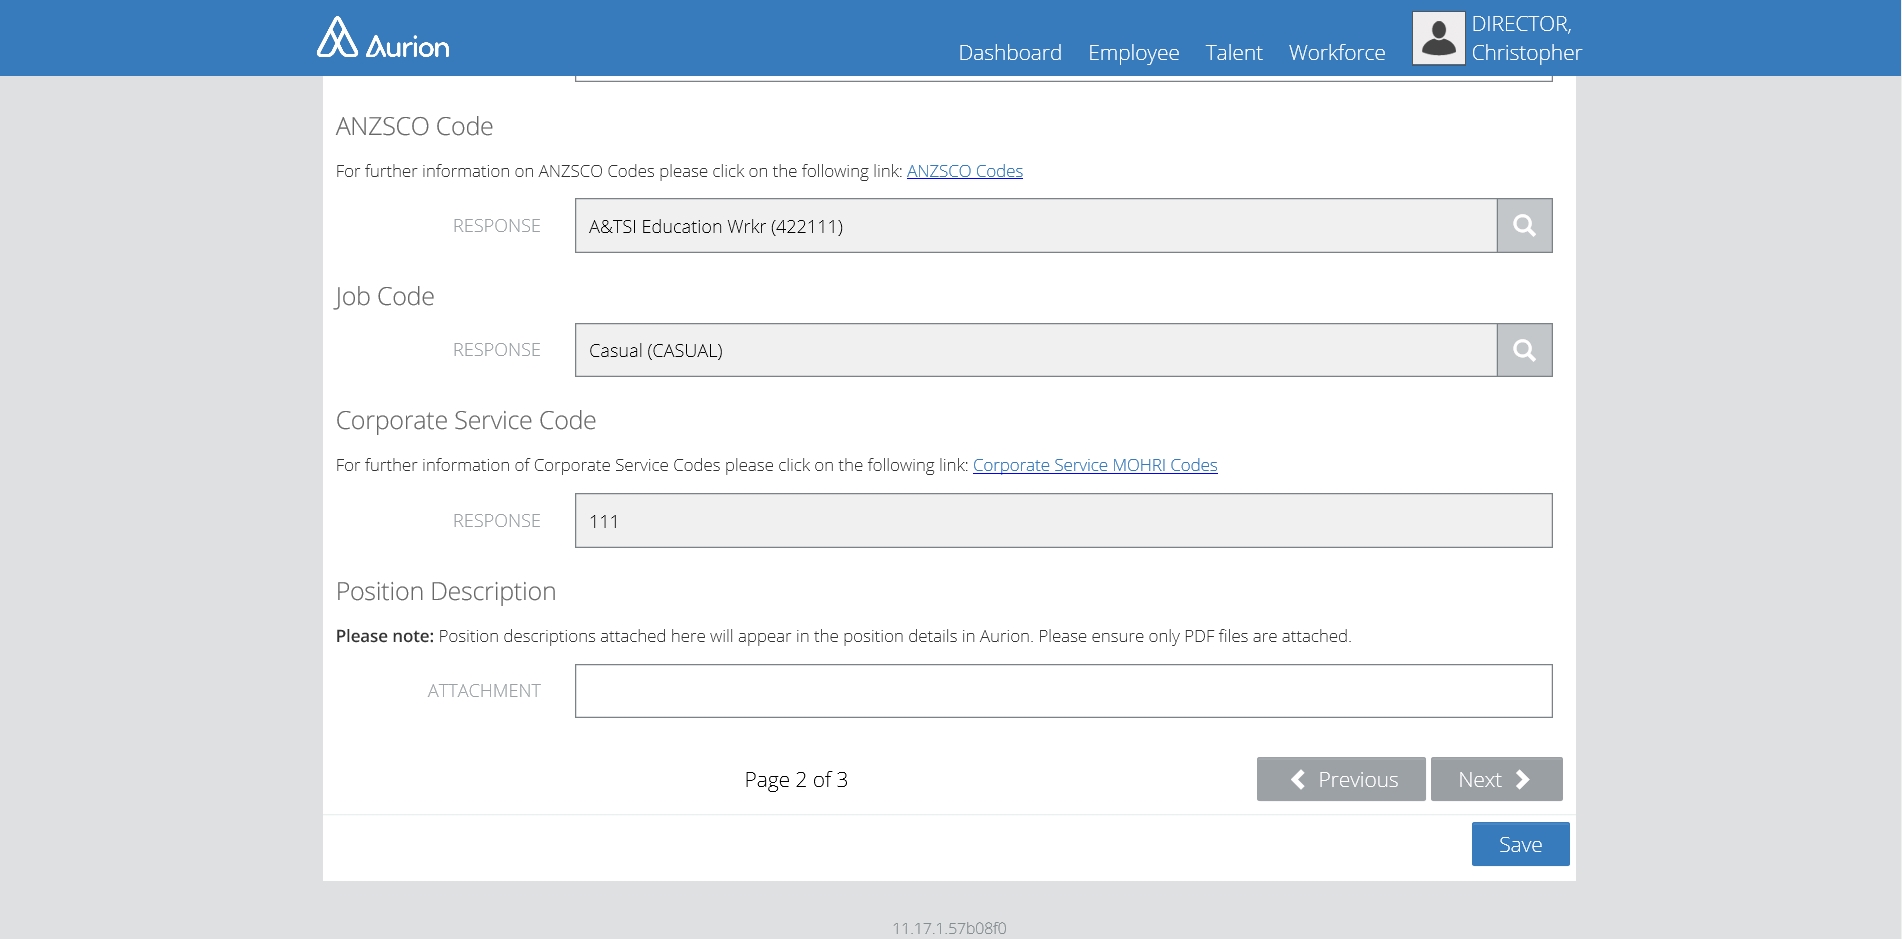 Aurion
Dashboard
Employee
Talent
Workforce
DIRECTOR,
Christopher
ANZSCO Code
For further information on ANZSCO Codes please click on the following link: ANZSCO Codes
RESPONSE
A&TSI Education Wrkr (422111)
Job Code
RESPONSE
Casual (CASUAL)
Corporate Service Code
For further information of Corporate Service Codes please click on the following link: Corporate Service MOHRI Codes
RESPONSE
111
Position Description
Please note: Position descriptions attached here will appear in the position details in Aurion. Please ensure only PDF files are attached.
ATTACHMENT
Page 2 of 3
Previous
Next
Save
11.17.1.57b08f0